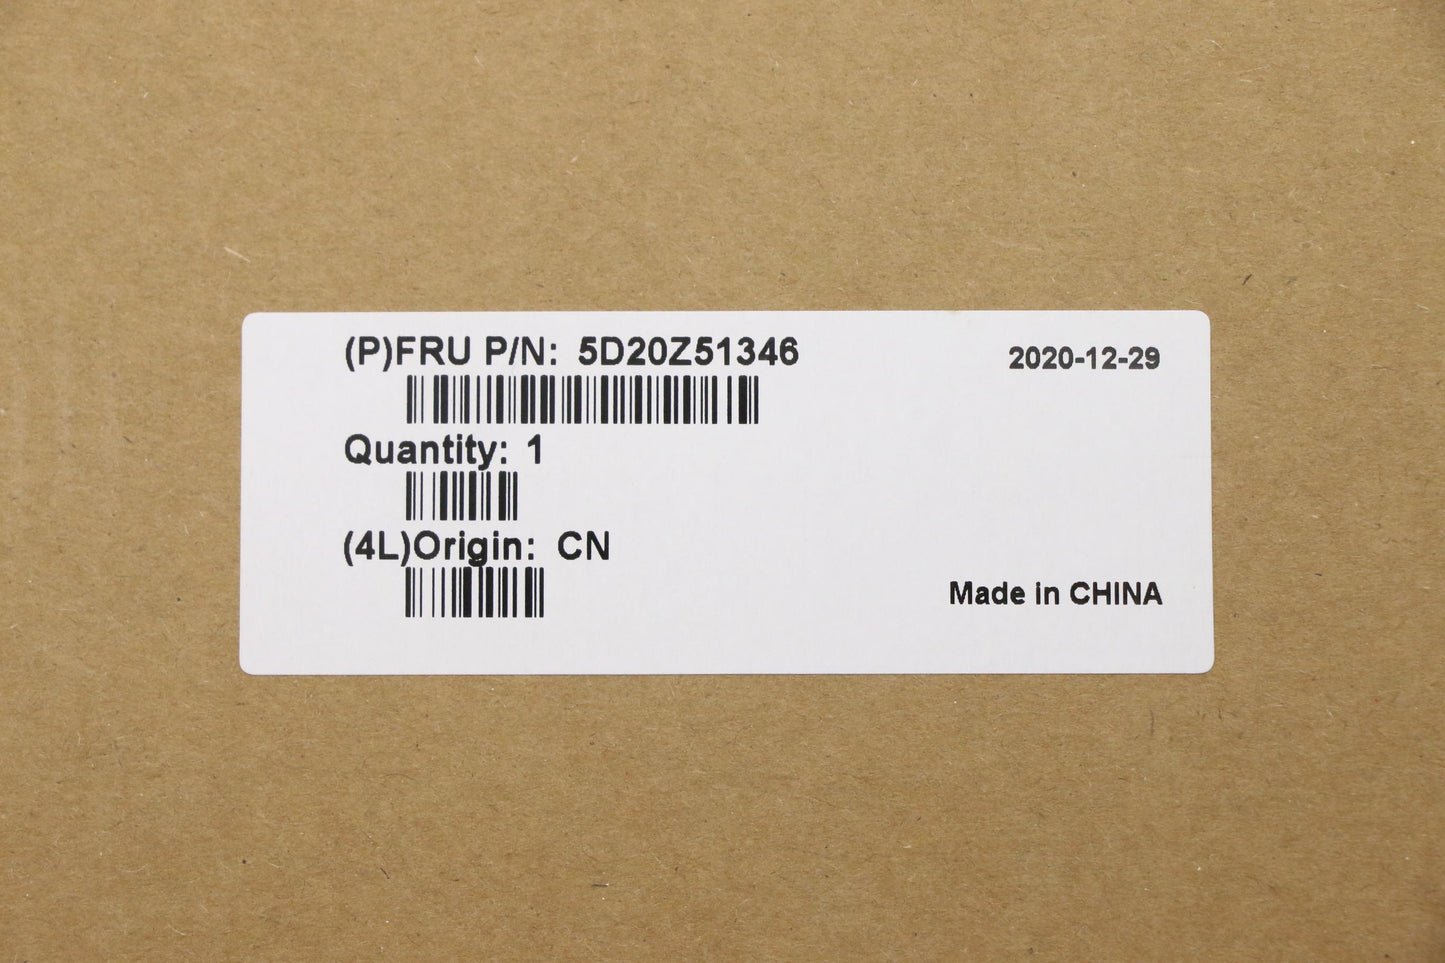 (P)FRU P/N: 5D20Z51346
2020-12-29
Quantity: 1
(4L)Origin: CN
Made in CHINA